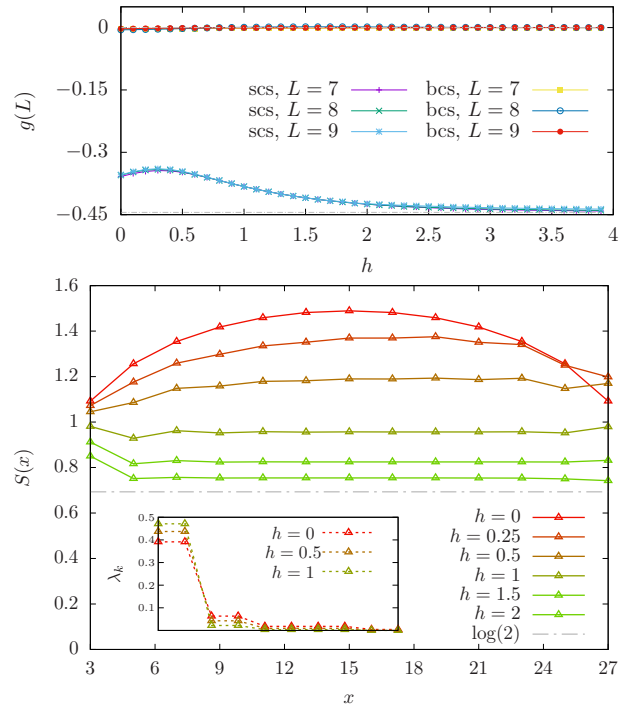 0
−0.15
−0.3
−0.45
g(L)
scs, L = 7
scs, L = 8
scs, L = 9
bcs, L = 7
bcs, L = 8
bcs, L = 9
0 0.5 1 1.5 2 2.5 3 3.5 4
h
1.6
1.4
1.2
1
0.8
0.6
0.4
0.2
0
S(x)
0.5
0.4
0.3
0.2
0.1
λk
h = 0
h = 0.5
h = 1
h = 0
h = 0.25
h = 0.5
h = 1
h = 1.5
h = 2
log(2)
3 6 9 12 15 18 21 24 27
x